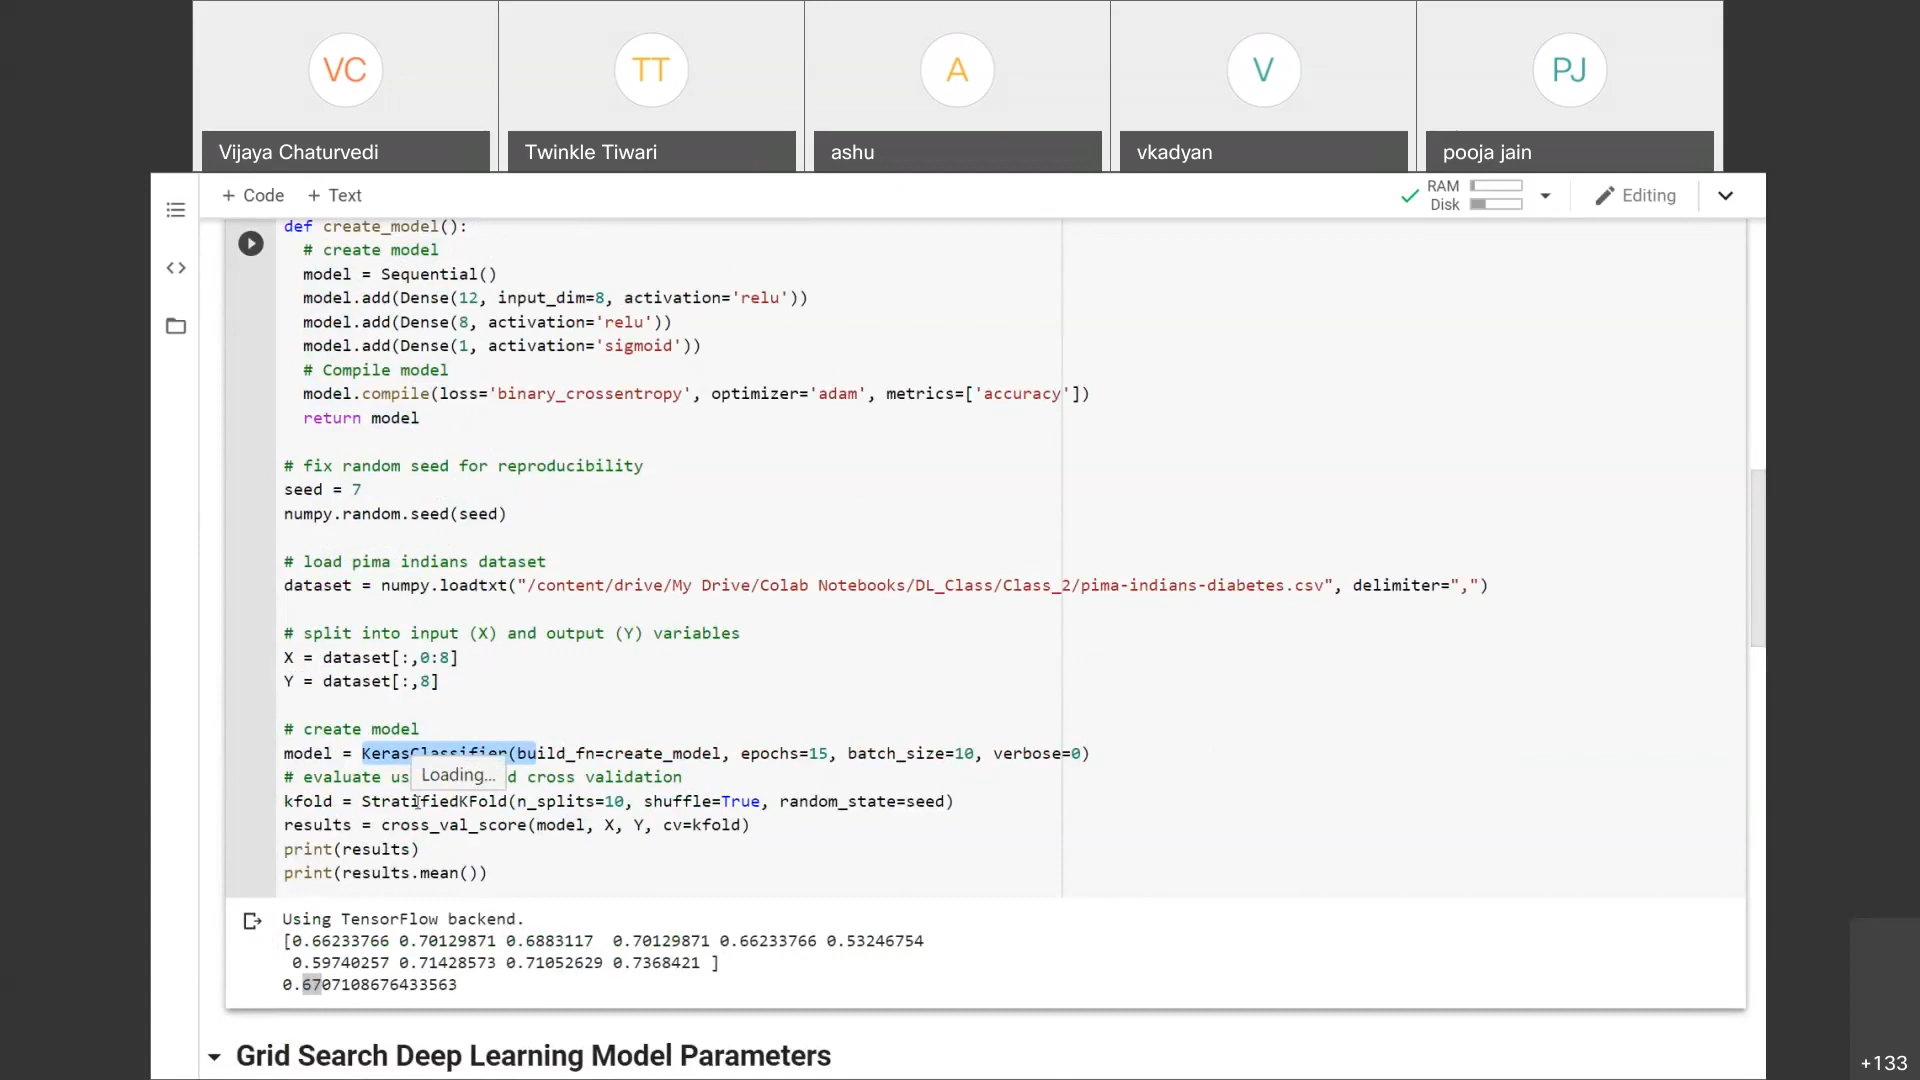 VC
TT
A
V
PJ
Vijaya Chaturvedi
Twinkle Tiwari
ashu
vkadyan
pooja jain
+ Code + Text
RAM
Disk
Editing
def create_model():
# create model
model = Sequential()
model.add(Dense(12, input_dim=8, activation='relu'))
model.add(Dense(8, activation='relu'))
model.add(Dense(1, activation='sigmoid'))
# Compile model
model.compile(loss='binary_crossentropy', optimizer='adam', metrics=['accuracy'])
return model
# fix random seed for reproducibility
seed = 7
numpy.random.seed(seed)
# load pima indians dataset
dataset = numpy.loadtxt("/content/drive/My Drive/Colab Notebooks/DL_Class/Class_2/pima-indians-diabetes.csv", delimiter=",")
# split into input (X) and output (Y) variables
X = dataset[:,0:8]
Y = dataset[:,8]
# create model
model = KerasClassifier(build_fn=create_model, epochs=15, batch_size=10, verbose=0)
# evaluate us Loading... d cross validation
kfold = StratifiedKFold(n_splits=10, shuffle=True, random_state=seed)
results = cross_val_score(model, X, Y, cv=kfold)
print(results)
print(results.mean())
Using TensorFlow backend.
[0.66233766 0.70129871 0.6883117 0.70129871 0.66233766 0.53246754
0.59740257 0.71428573 0.71052629 0.7368421 ]
0.6707108676433563
Grid Search Deep Learning Model Parameters
+133